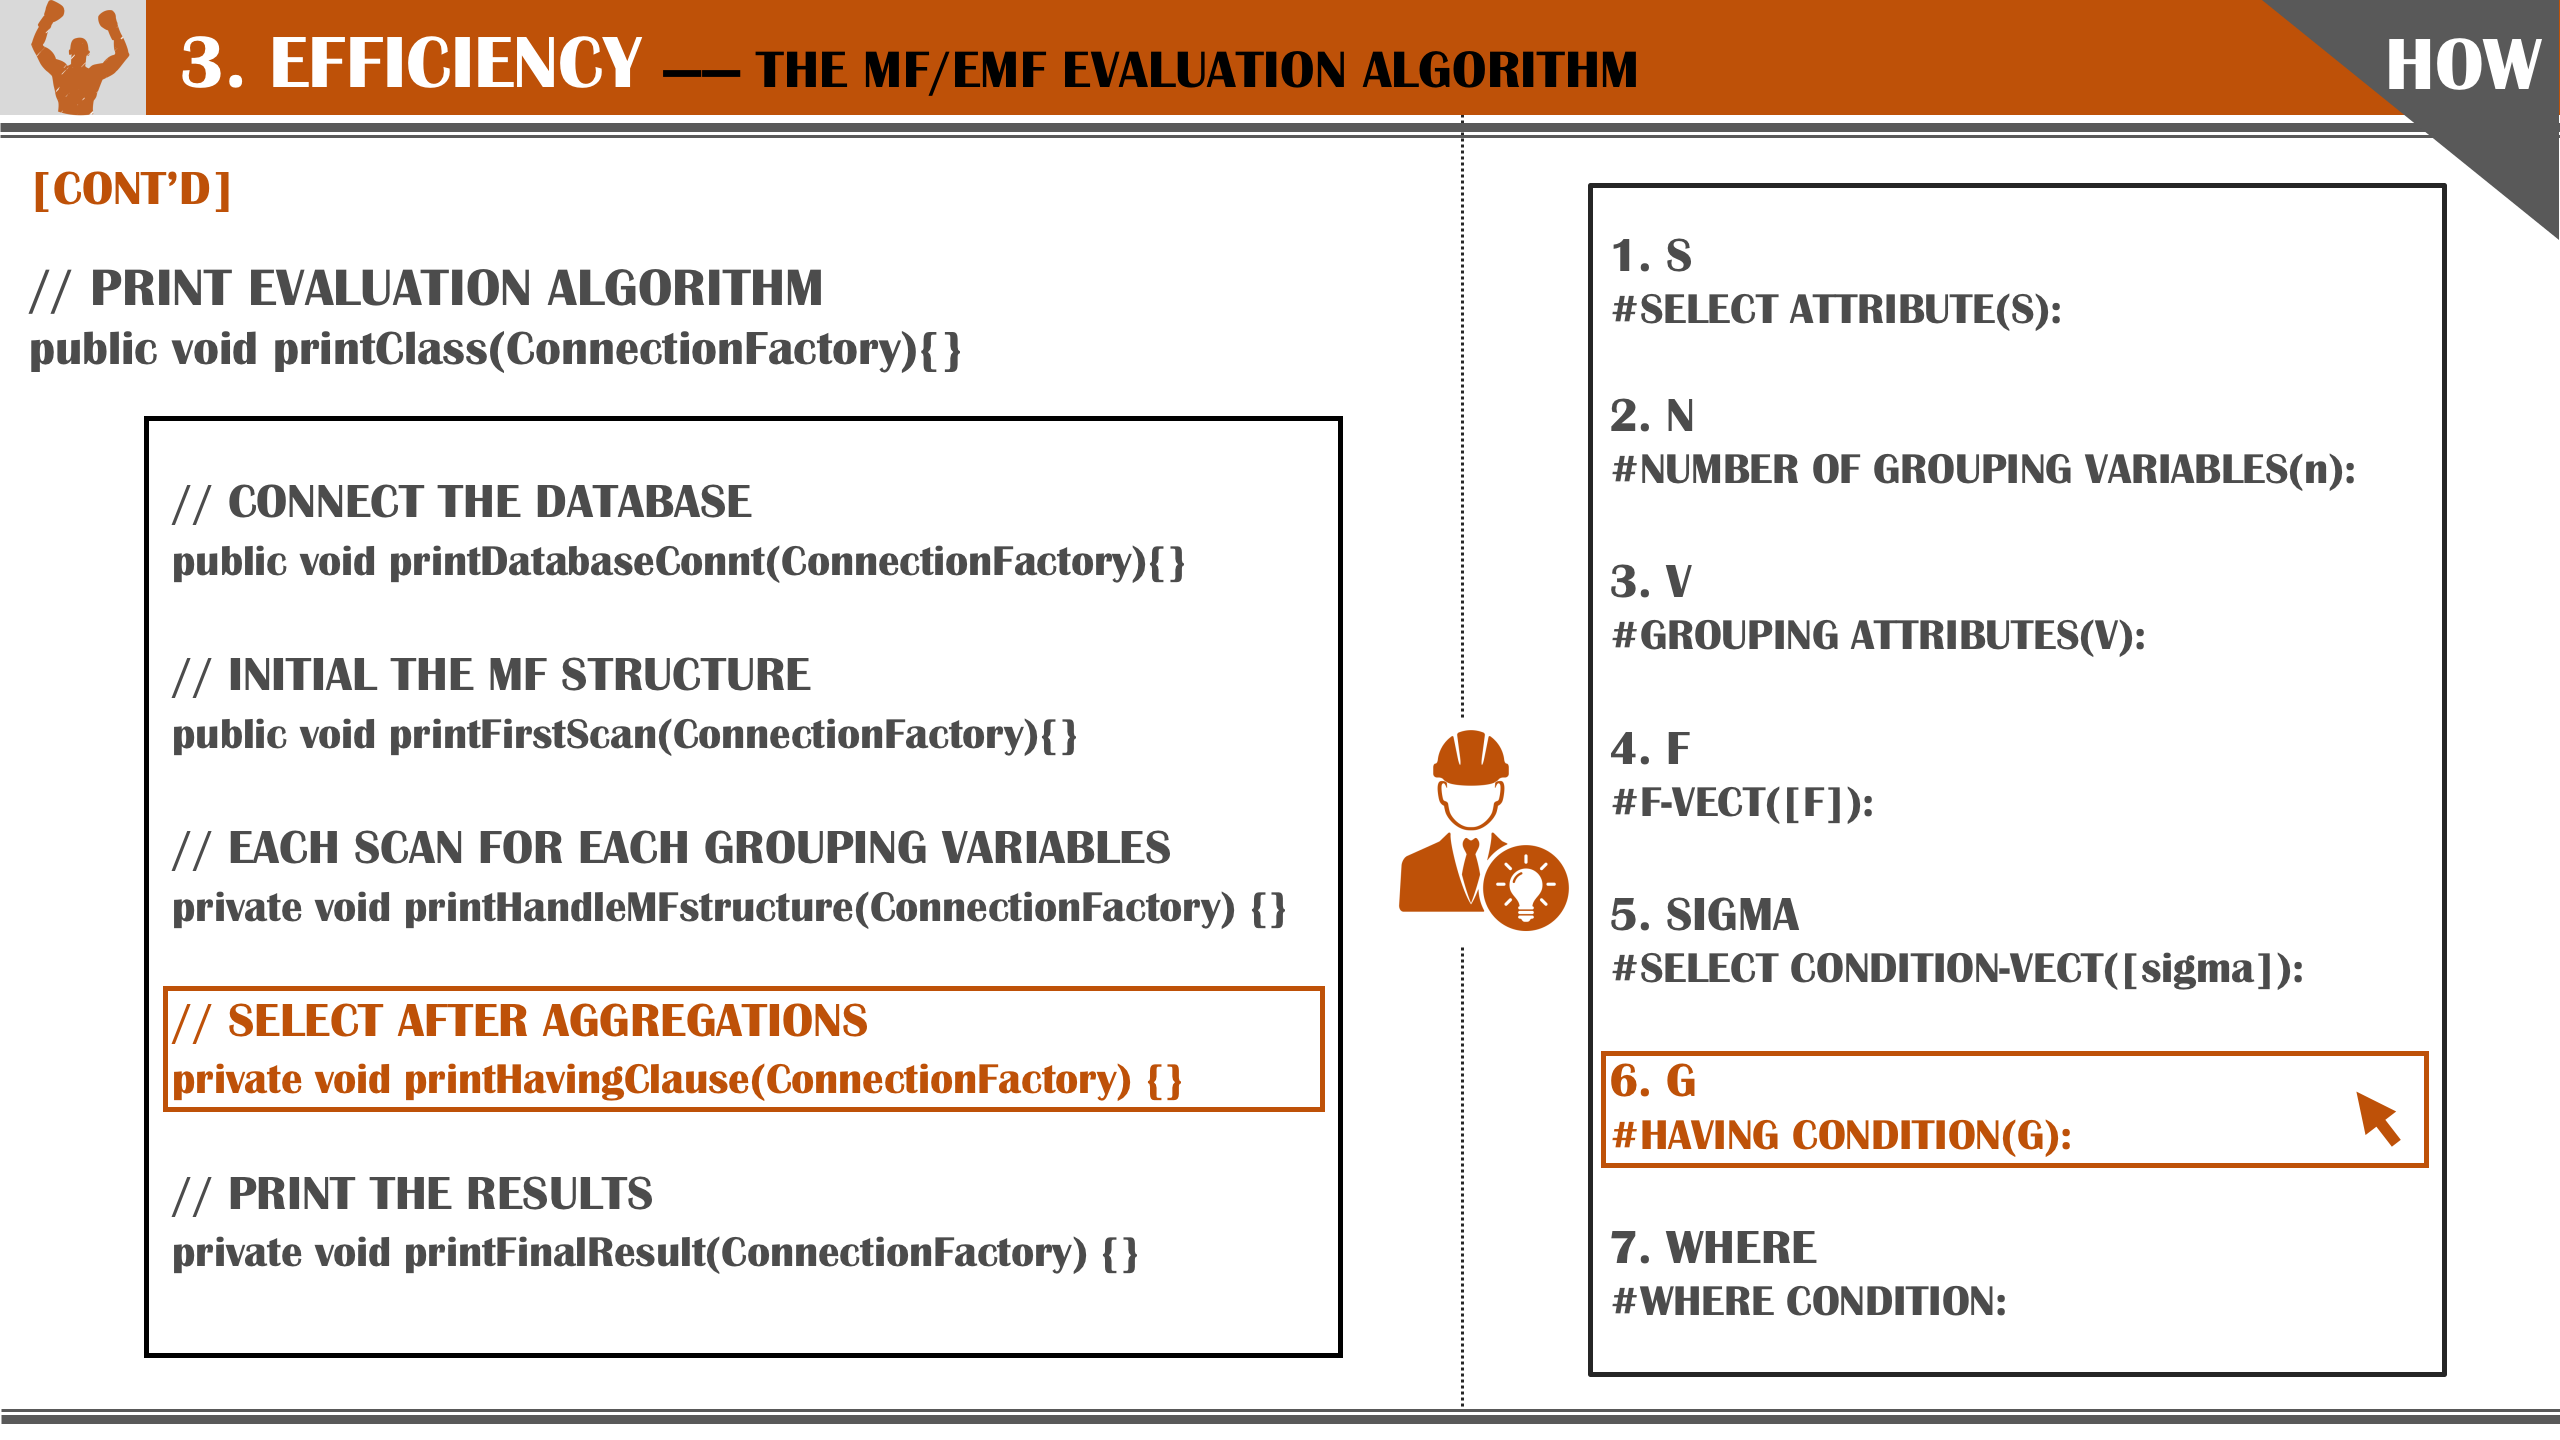 3. EFFICIENCY —— THE MF/EMF EVALUATION ALGORITHM
HOW
[CONT’D]
// PRINT EVALUATION ALGORITHM
public void printClass(ConnectionFactory){}
// CONNECT THE DATABASE
public void printDatabaseConnt(ConnectionFactory){}
// INITIAL THE MF STRUCTURE
public void printFirstScan(ConnectionFactory){}
// EACH SCAN FOR EACH GROUPING VARIABLES
private void printHandleMFstructure(ConnectionFactory) {}
// SELECT AFTER AGGREGATIONS
private void printHavingClause(ConnectionFactory) {}
// PRINT THE RESULTS
private void printFinalResult(ConnectionFactory) {}
1. S
#SELECT ATTRIBUTE(S):
2. N
#NUMBER OF GROUPING VARIABLES(n):
3. V
#GROUPING ATTRIBUTES(V):
4. F
#F-VECT([F]):
5. SIGMA
#SELECT CONDITION-VECT([sigma]):
6. G
#HAVING CONDITION(G):
7. WHERE
#WHERE CONDITION: